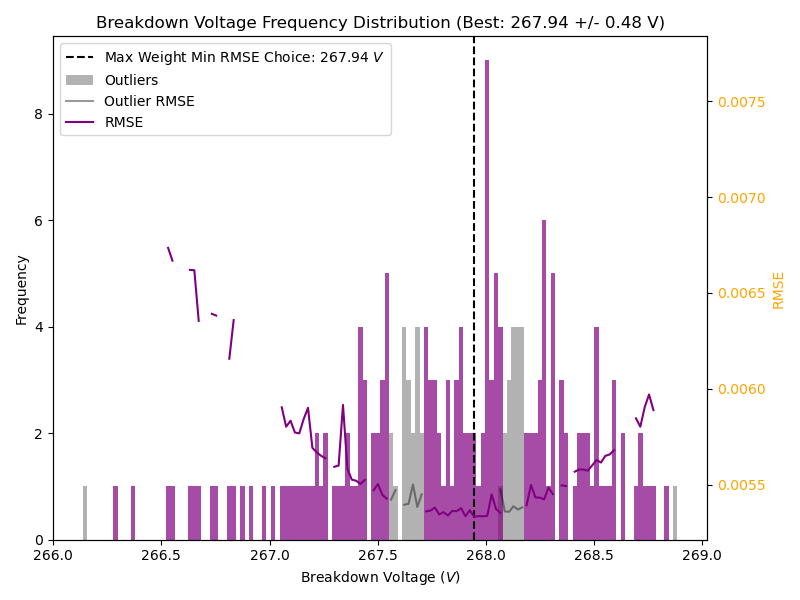 Breakdown Voltage Frequency Distribution (Best: 267.94 +/- 0.48 V)
Max Weight Min RMSE Choice: 267.94 V
Outliers
Outlier RMSE
RMSE
Frequency
8
6
4
2
0
0.0075
0.0070
0.0065
0.0060
0.0055
RMSE
266.0 266.5 267.0 267.5 268.0 268.5 269.0
Breakdown Voltage (V)